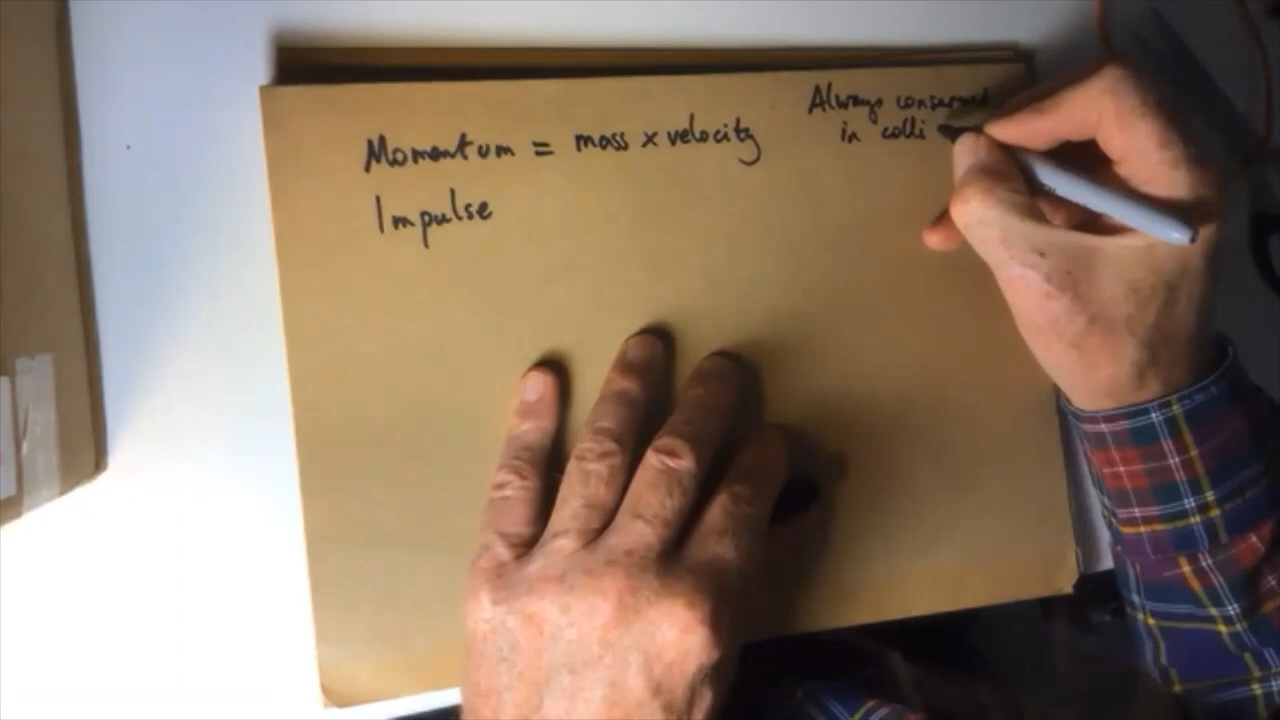 Always conserved
in colli
Momentum = mass x velocity
Impulse